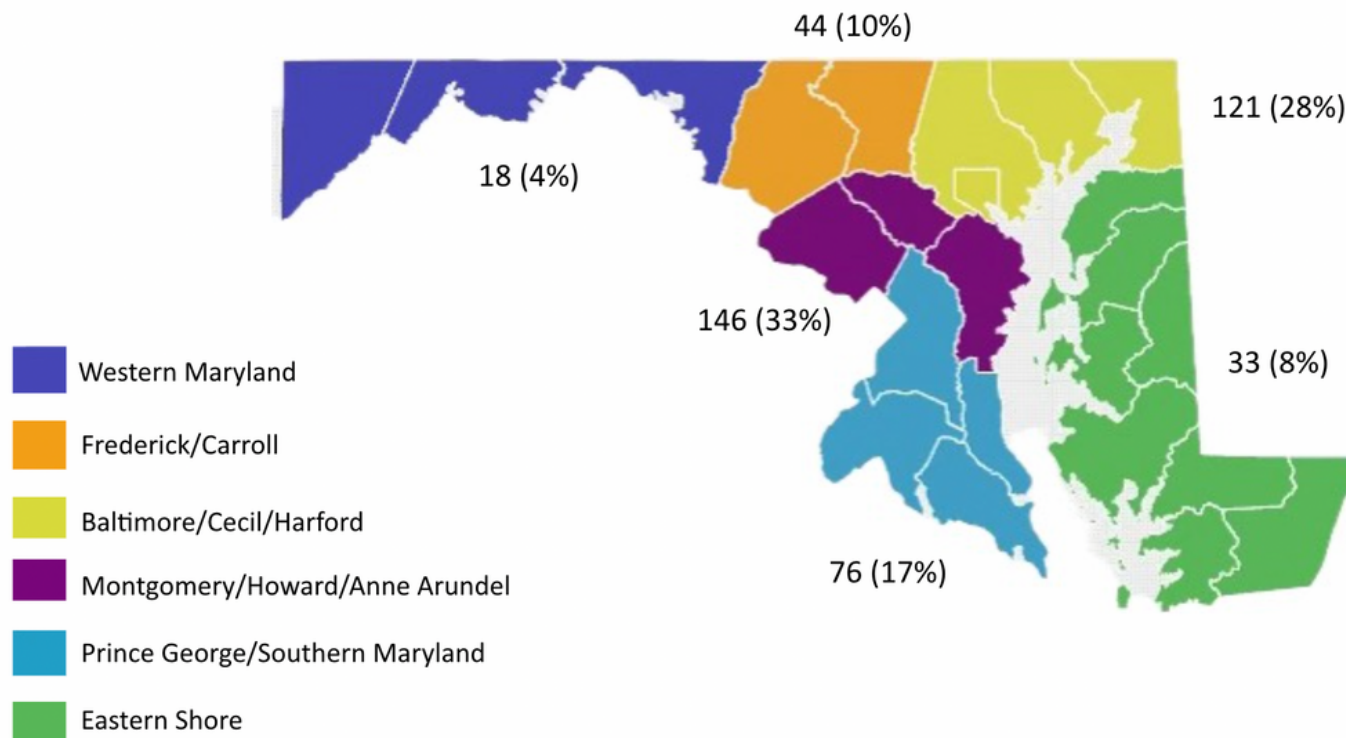 44 (10%)
121 (28%)
18 (4%)
146 (33%)
33 (8%)
76 (17%)
Western Maryland
Frederick/Carroll
Baltimore/Cecil/Harford
Montgomery/Howard/Anne Arundel
Prince George/Southern Maryland
Eastern Shore